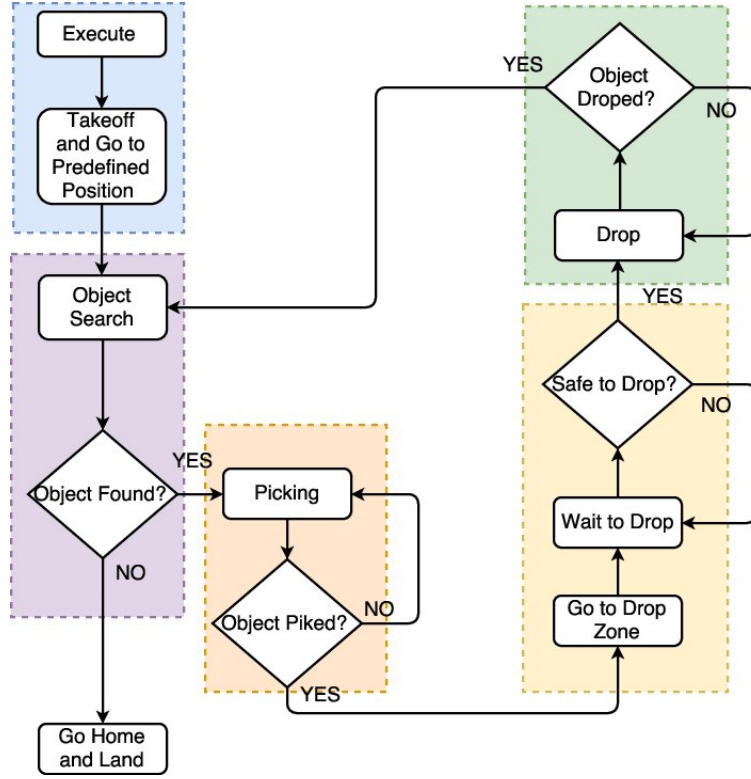 Execute
Takeoff
and Go to
Predefined
Position
Object
Search
Object Found?
YES
NO
Go Home
and Land
Picking
Object Piked?
NO
YES
Go to Drop
Zone
Wait to Drop
Safe to Drop?
NO
YES
Drop
Object
Droped?
NO
YES